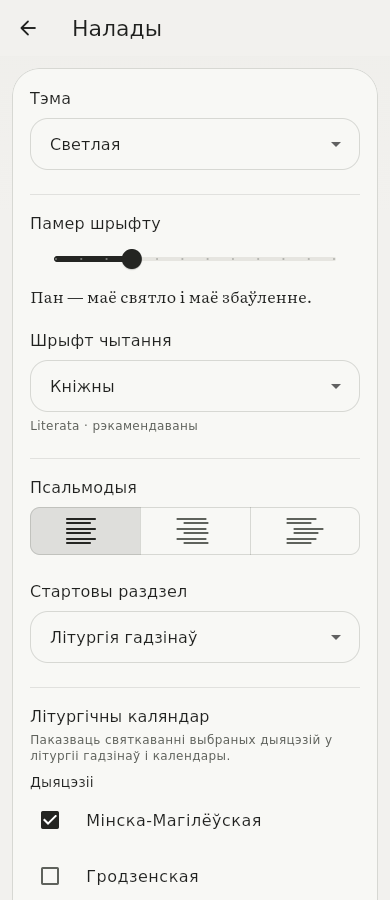 Налады
Тэма
Светлая
Памер шрыфту
Пан — маё святло і маё збаўленне.
Шрыфт чытання
Кніжны
Literata · рэкамендаваны
Псальмодыя
Стартовы раздзел
Літургія гадзінаў
Літургічны каляндар
Паказваць святкаванні выбраных дыяцэзій у
літургіі гадзінаў і календары.
Дыяцэзіі
Мінска-Магілёўская
Гродзенская